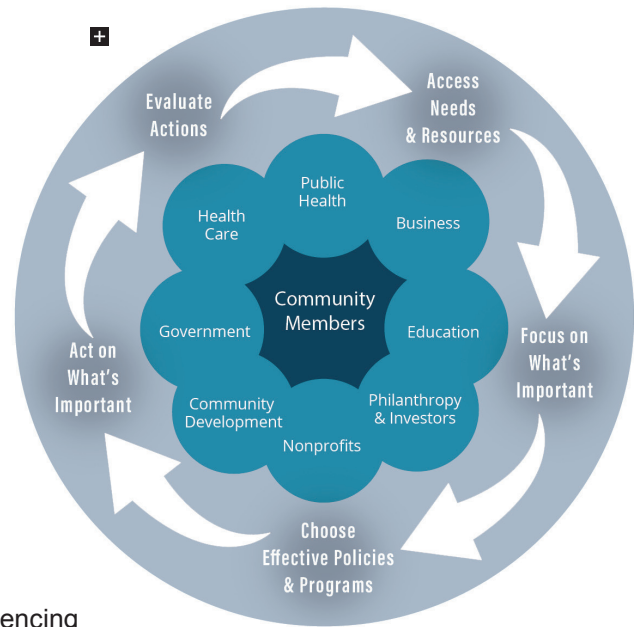 +
Evaluate
Actions
Access
Needs
& Resources
Focus on
What's
Important
Choose
Effective Policies
& Programs
Act on
What's
Important
Public
Health
Business
Education
Philanthropy
& Investors
Nonprofits
Community
Development
Government
Health
Care
Community
Members
encing